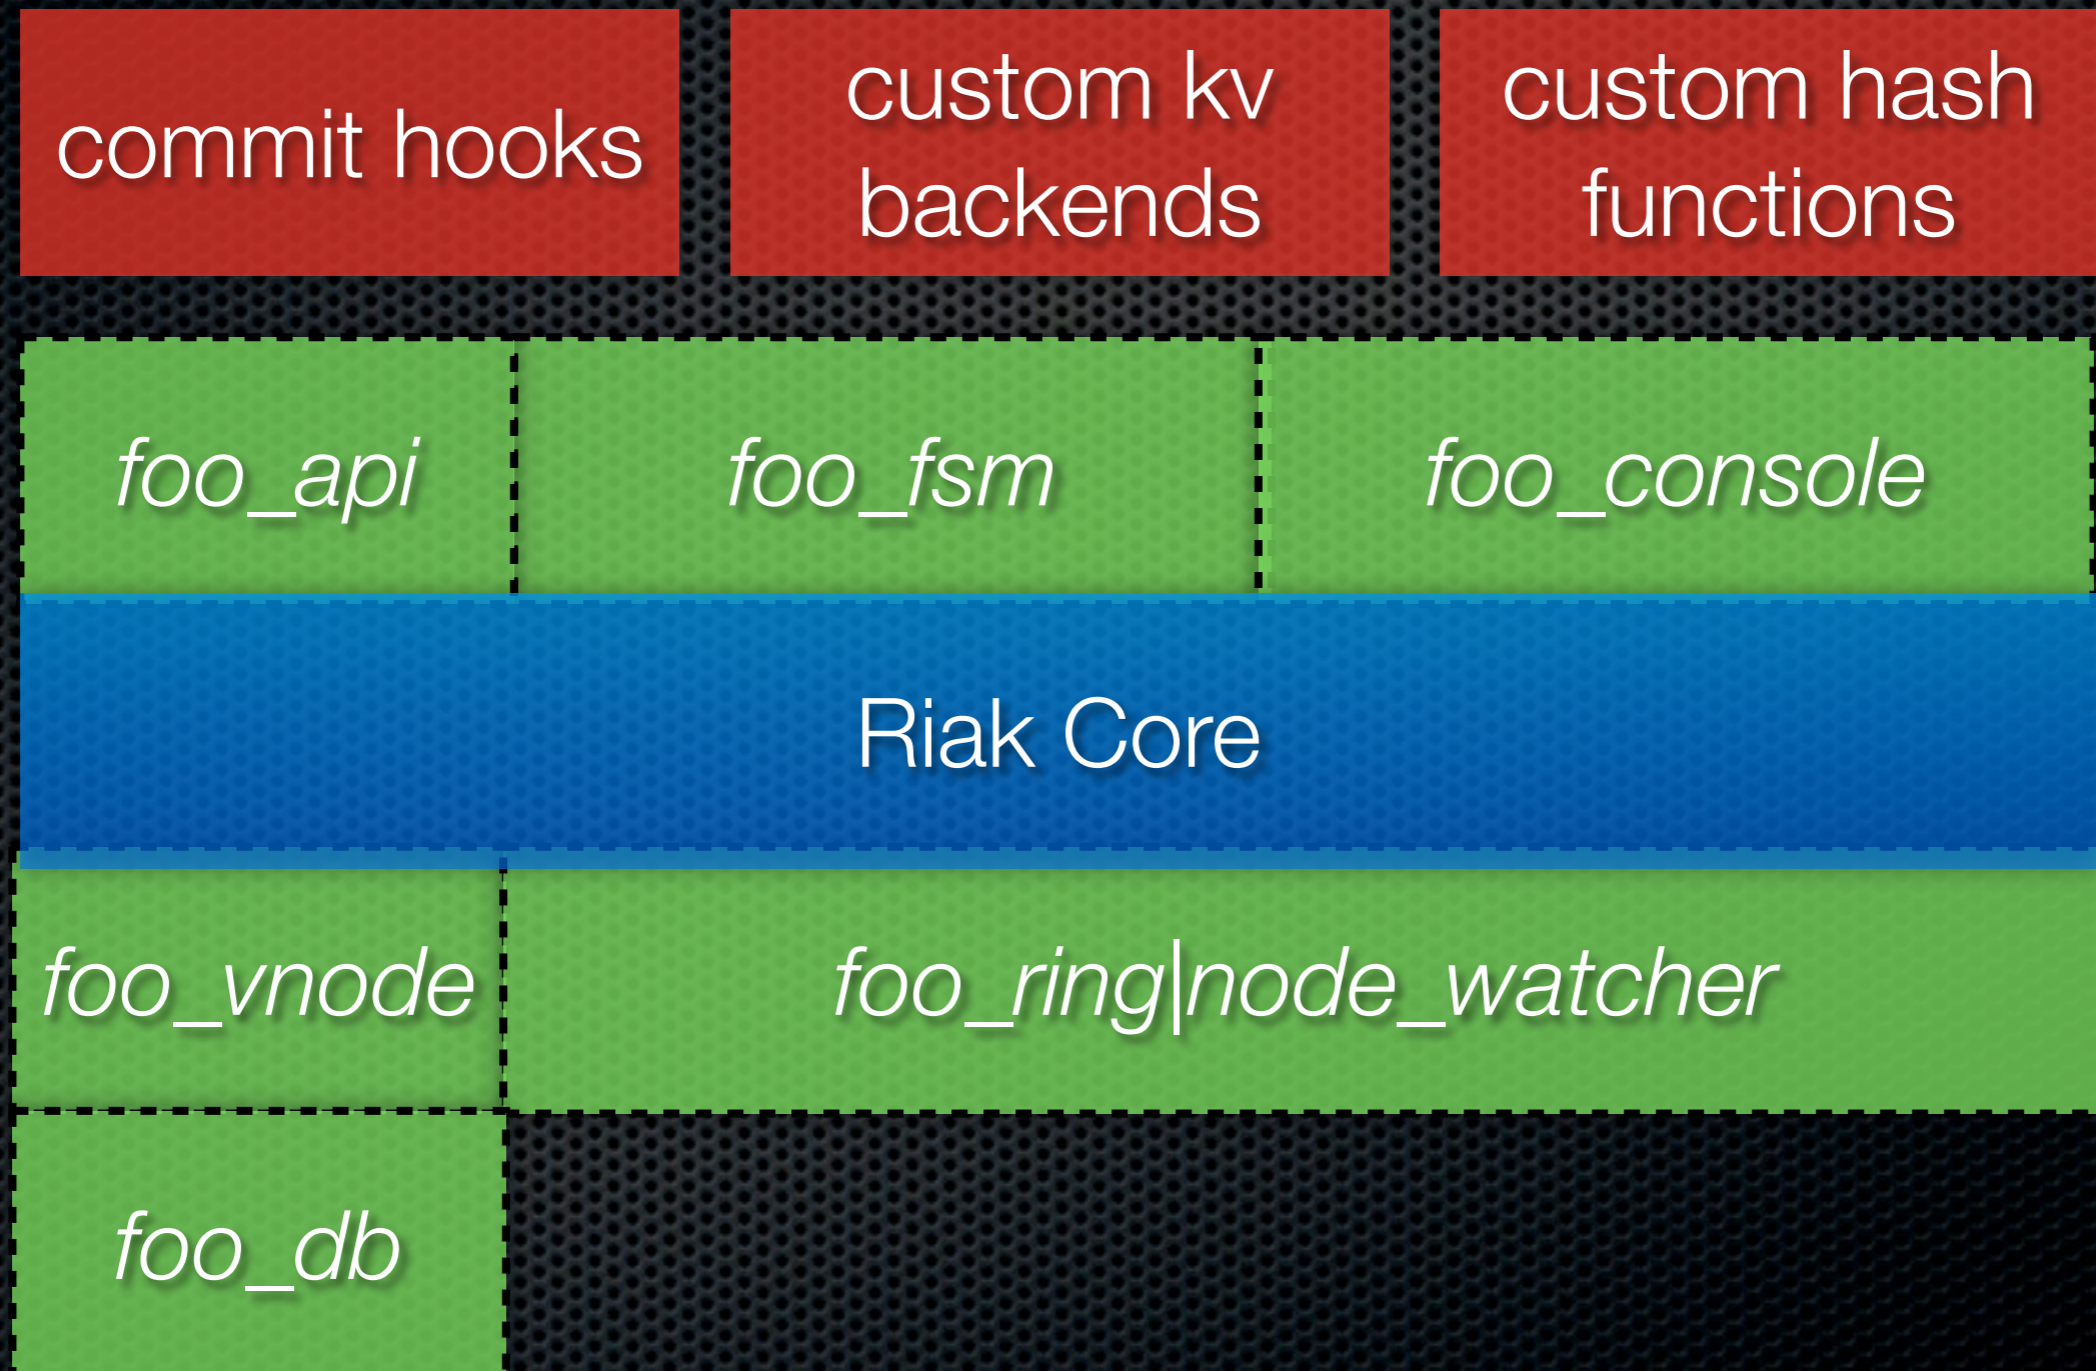 commit hooks
custom kv
backends
custom hash
functions
foo_api
foo_fsm
foo_console
Riak Core
foo_vnode
foo_ring|node_watcher
foo_db